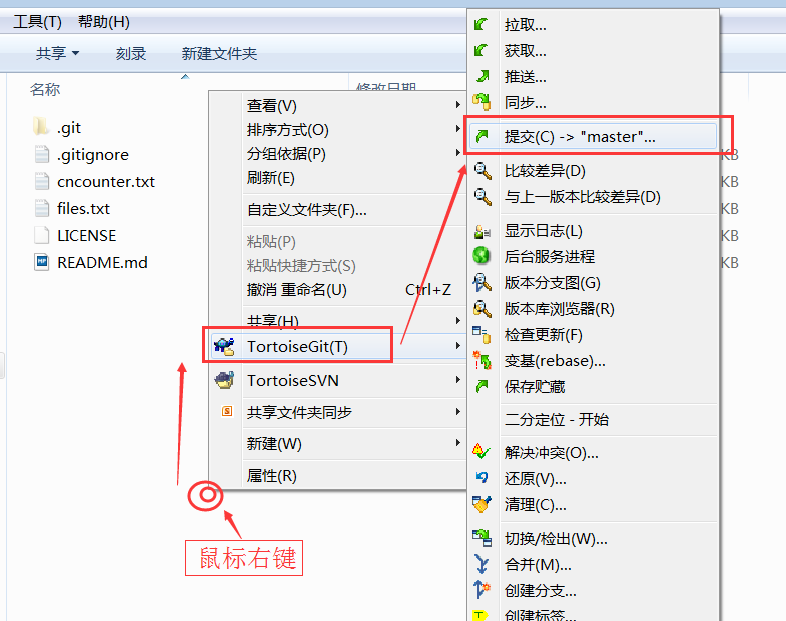 工具(T) 帮助(H)
共享 刻录 新建文件夹
名称
修改日期
.git
.gitignore
cncounter.txt
files.txt
LICENSE
README.md
KB
KB
KB
KB
KB
查看(V)
排序方式(O)
分组依据(P)
刷新(E)
自定义文件夹(F)...
粘贴(P)
粘贴快捷方式(S)
撤消 重命名(U) Ctrl+Z
共享(H)
TortoiseGit(T)
TortoiseSVN
共享文件夹同步
新建(W)
属性(R)
鼠标右键
拉取...
获取...
推送...
同步...
提交(C) -> "master"...
比较差异(D)
与上一版本比较差异(D)
显示日志(L)
后台服务进程
版本分支图(G)
版本库浏览器(R)
检查更新(F)
变基(rebase)...
保存贮藏
二分定位 - 开始
解决冲突(O)...
还原(V)...
清理(C)...
切换/检出(W)...
合并(M)...
创建分支...
创建标签...